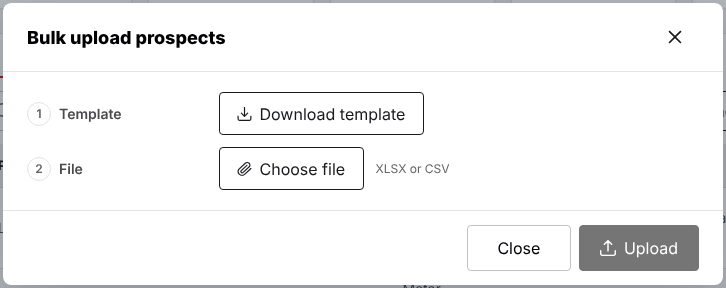 Bulk upload prospects
1 Template Download template
2 File Choose file XLSX or CSV
Close Upload